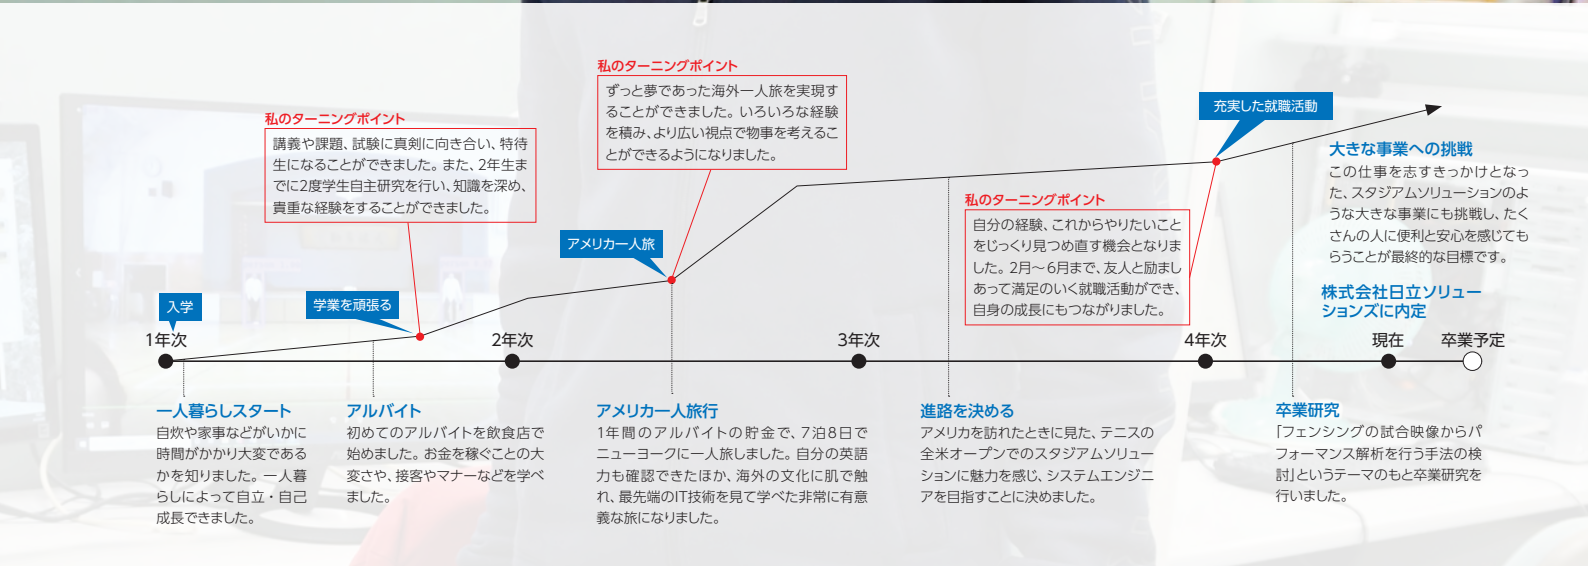 私のターニングポイント
ずっと夢であった海外一人旅を実現す
ることができました。いろいろな経験
を積み、より広い視点で物事を考えるこ
とができるようになりました。
私のターニングポイント
講義や課題、試験に真剣に向き合い、特待
生になることができました。また、2年生ま
でに2度学生自主研究を行い、知識を深め、
貴重な経験をすることができました。
充実した就職活動
大きな事業への挑戦
この仕事を志すきっかけとなっ
た、スタジアムソリューションのよ
うな大きな事業にも挑戦し、たく
さんの人に便利と安心を感じても
らうことが最終的な目標です。
私のターニングポイント
自分の経験、これからやりたいこと
をじっくり見つめ直す機会となりま
した。2月〜6月まで、友人と励まし
あって満足のいく就職活動ができ、
自身の成長にもつながりました。
アメリカ一人旅
入学
学業を頑張る
株式会社日立ソリュー
ションズに内定
1年次
2年次
3年次
4年次
現在
卒業予定
一人暮らしスタート
自炊や家事などがいかに
時間がかかり大変である
かを知りました。一人暮
らしによって自立・自己
成長できました。
アルバイト
初めてのアルバイトを飲食店で
始めました。お金を稼ぐことの大
変さや、接客やマナーなどを学べ
ました。
アメリカ一人旅行
1年間のアルバイトの貯金で、7泊8日で
ニューヨークに一人旅しました。自分の英語
力も確認できたほか、海外の文化に肌で触
れ、最先端のIT技術を見て学べた非常に有意
義な旅になりました。
進路を決める
アメリカを訪れたときに見た、テニスの
全米オープンでのスタジアムソリュー
ションに魅力を感じ、システムエンジニ
アを目指すことに決めました。
卒業研究
「フェンシングの試合映像からパ
フォーマンス解析を行う手法の検
討」というテーマのもと卒業研究を
行いました。